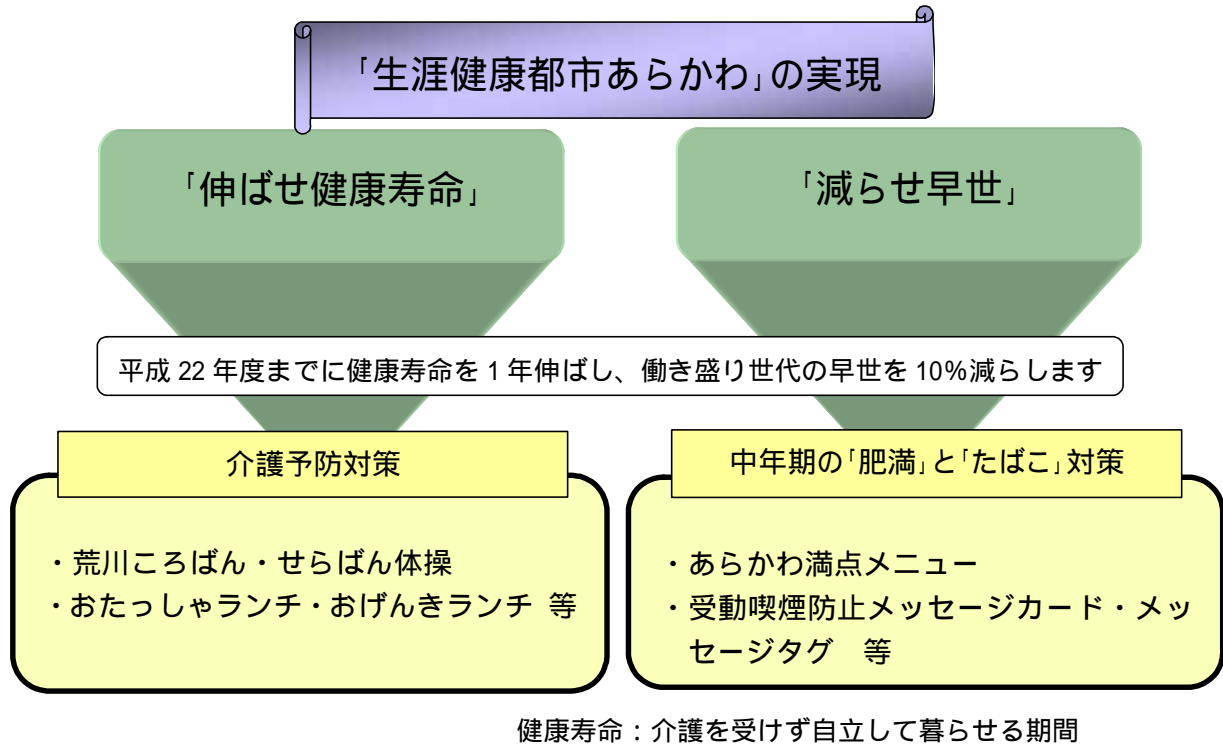 「生涯健康都市あらかわ」の実現
「伸ばせ健康寿命」
「減らせ早世」
平成 22 年度までに健康寿命を 1 年伸ばし、働き盛り世代の早世を 10%減らします
介護予防対策
・荒川ころばん・せらばん体操
・おたっしゃランチ・おげんきランチ 等
中年期の「肥満」と「たばこ」対策
・あらかわ満点メニュー
・受動喫煙防止メッセージカード・メッ
セージタグ 等
健康寿命:介護を受けず自立して暮らせる期間